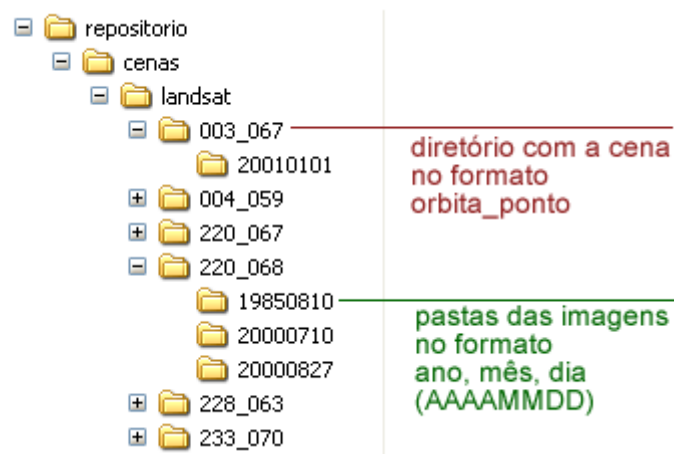 repositorio
cenas
landsat
003_067
20010101
004_059
220_067
220_068
19850810
20000710
20000827
228_063
233_070
diretório com a cena
no formato
orbita_ponto
pastas das imagens
no formato
ano, mês, dia
(AAAAMMDD)